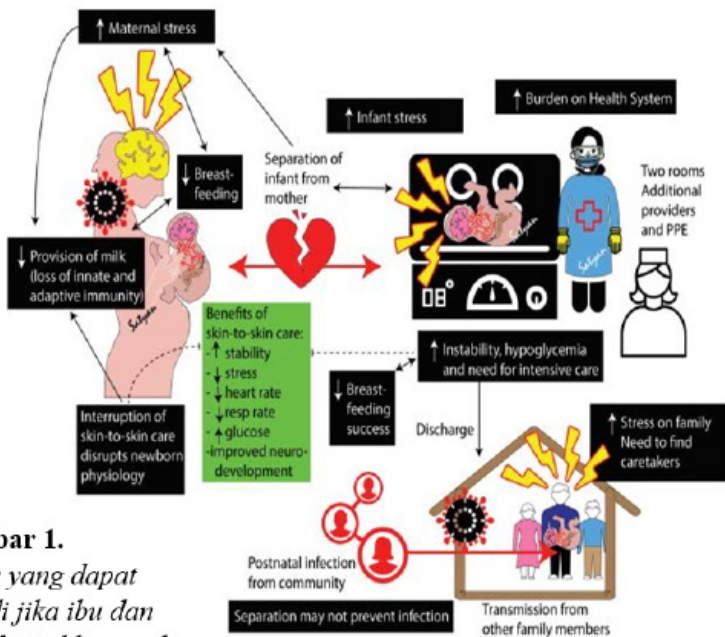 ↑ Maternal stress
↑ Burden on Health System
↑ Infant stress
Separation of
infant from
mother
↓ Breast-
feeding
Two rooms
Additional
providers
and PPE
↓ Provision of milk
(loss of innate and
adaptive immunity)
Satyan
Satyan
Satyan
Benefits of
skin-to-skin care:
-↑ stability
-↓ stress
-↓ heart rate
-↓ resp rate
-↑ glucose
-improved neuro-
development
↑ Instability, hypoglycemia
and need for intensive care
↓ Breast-
feeding
success
Interruption of
skin-to-skin care
disrupts newborn
physiology
Discharge
↑ Stress on family
Need to find
caretakers
Postnatal infection
from community
Separation may not prevent infection
Transmission from
other family members
bar 1.
yang dapat
di jika ibu dan